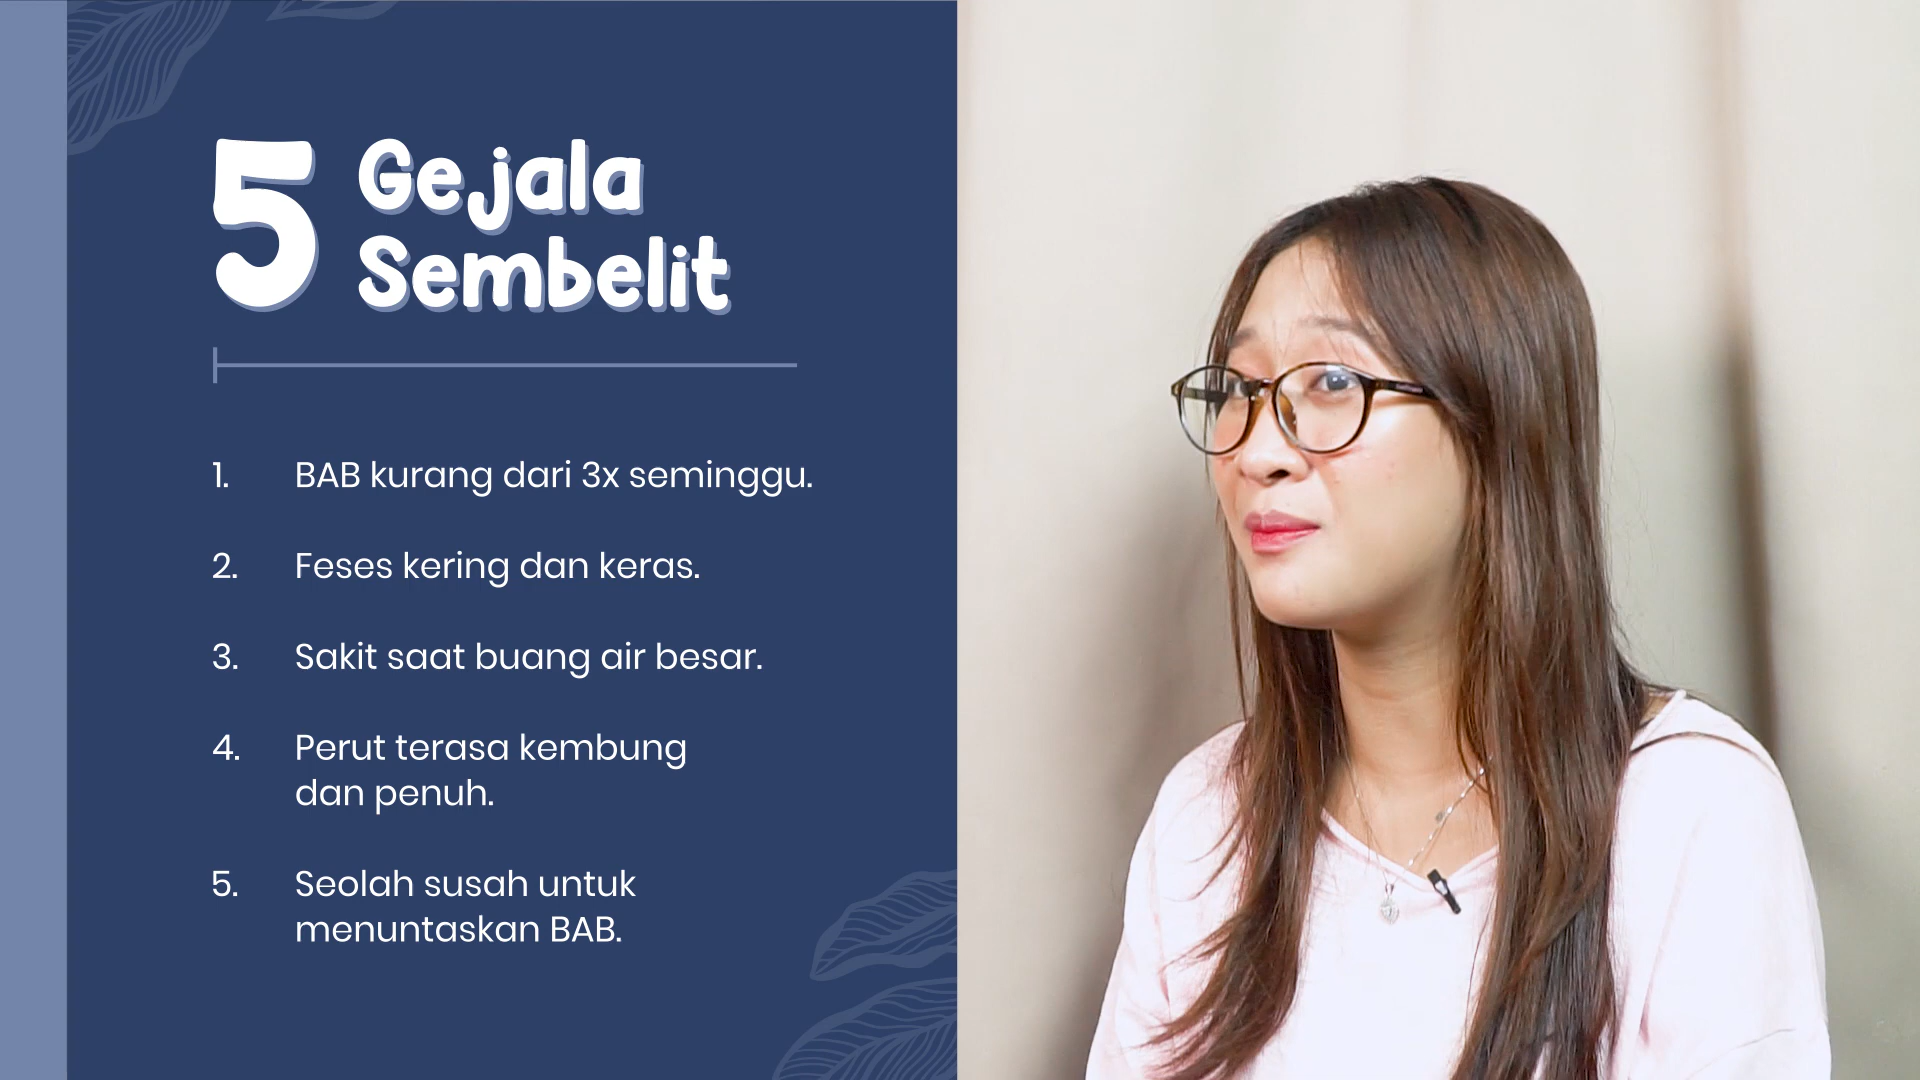 5 Gejala
Sembelit
1. BAB kurang dari 3x seminggu.
2. Feses kering dan keras.
3. Sakit saat buang air besar.
4. Perut terasa kembung
dan penuh.
5. Seolah susah untuk
menuntaskan BAB.